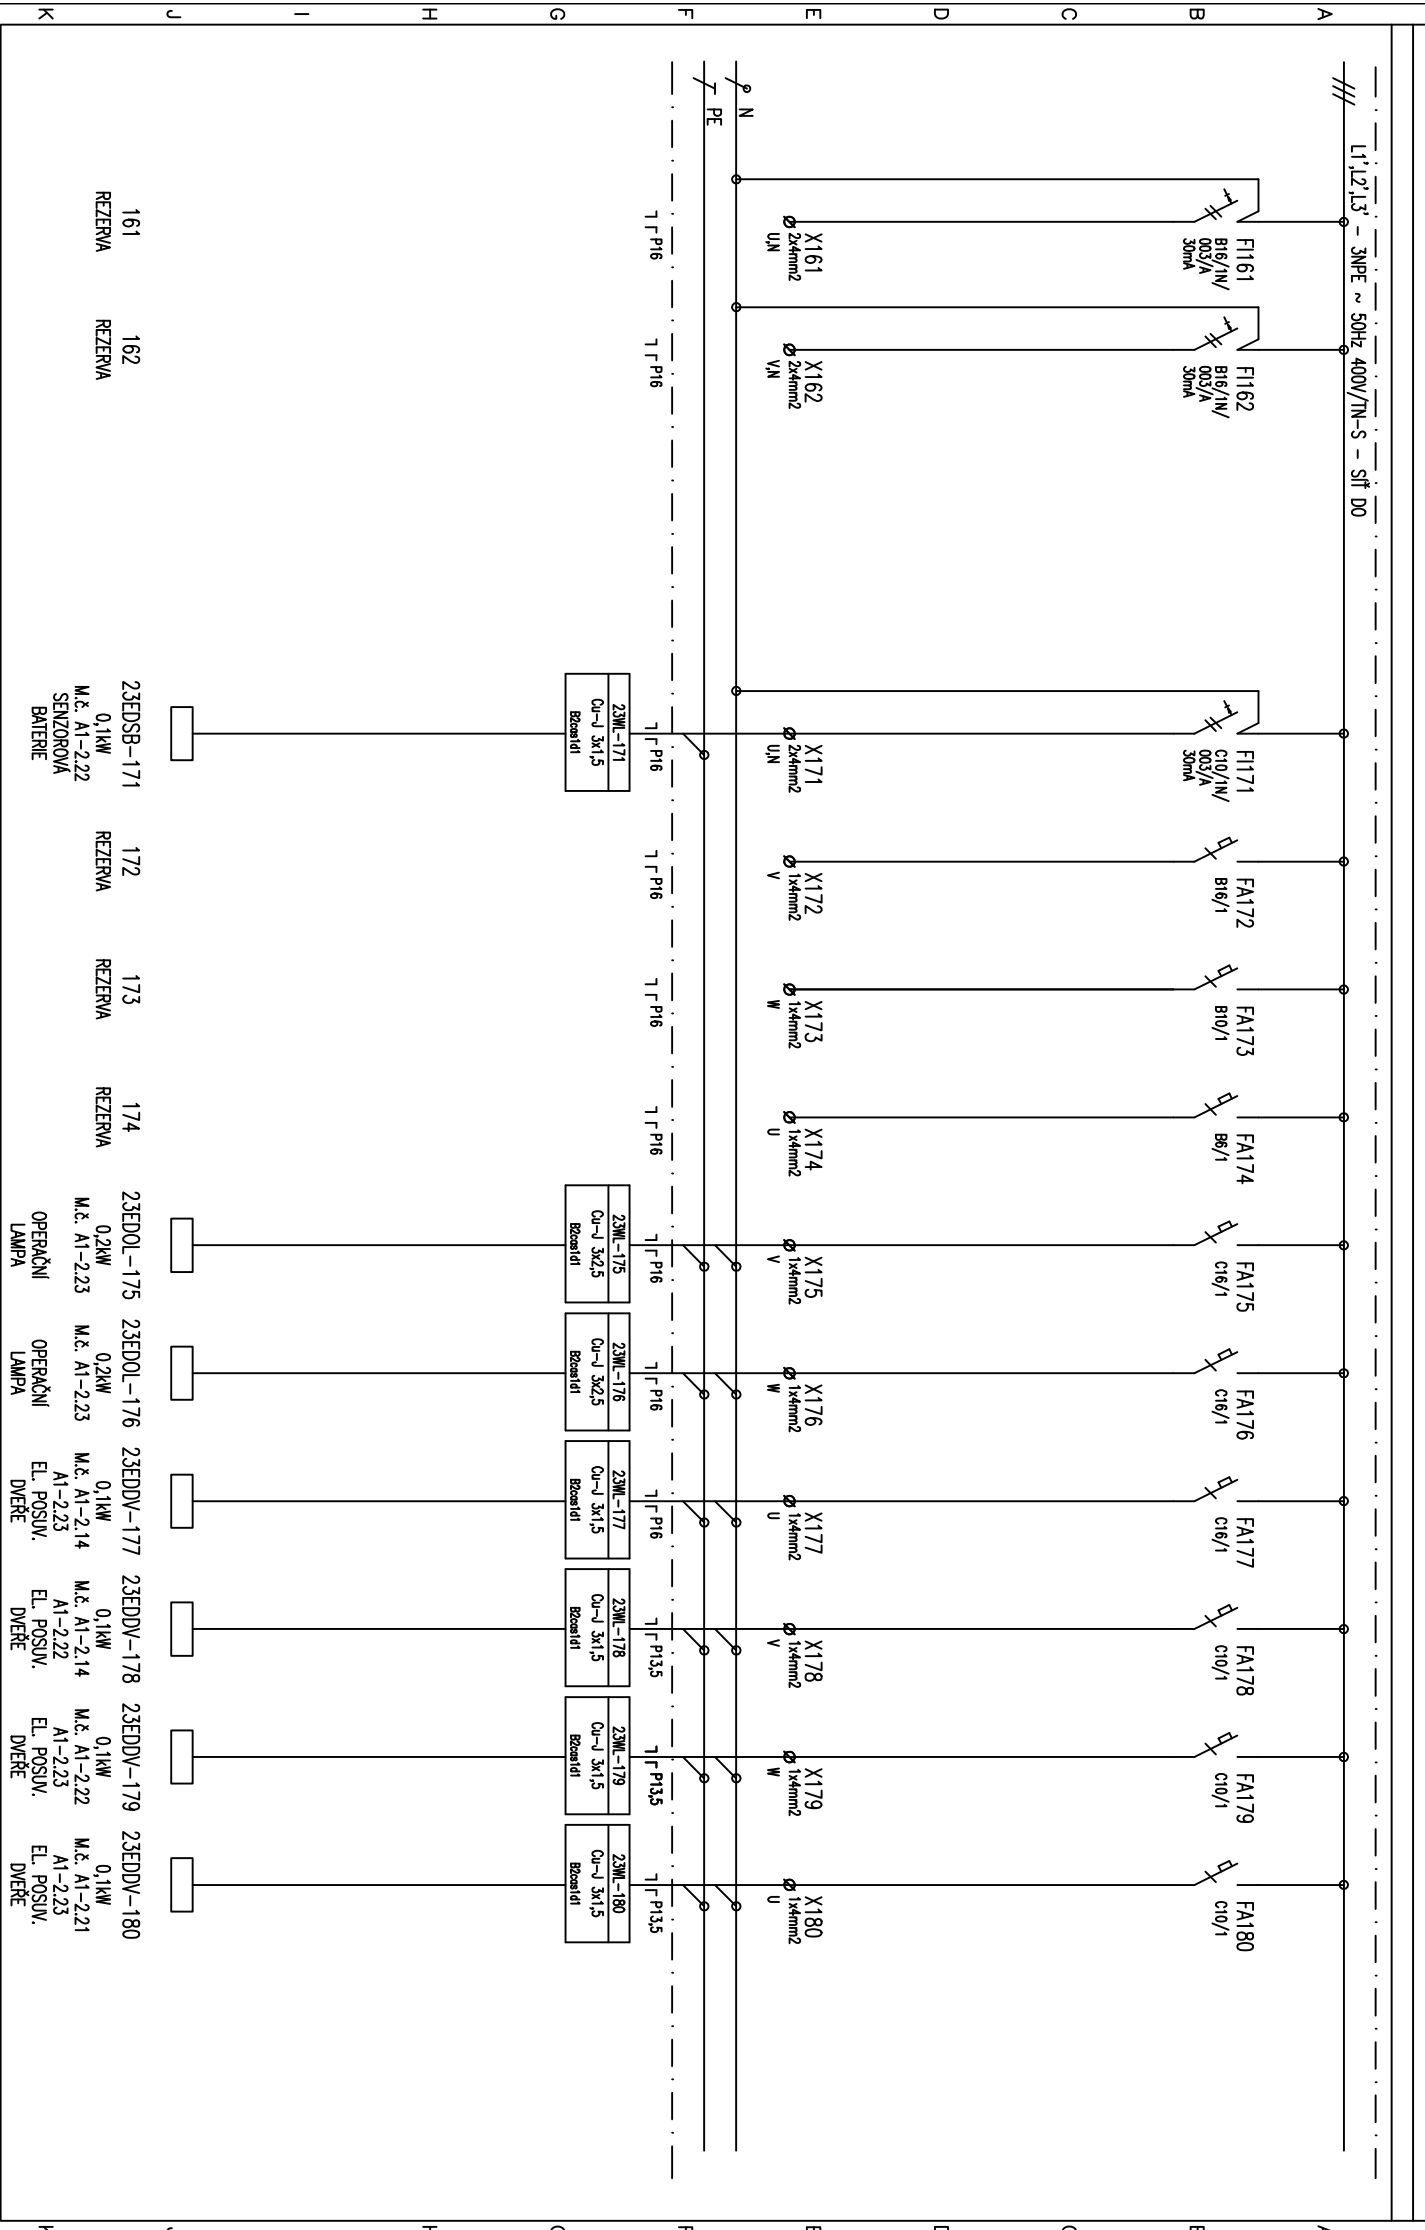 K J I H G F E D C B A
L1',L2',L3' – 3NPE ~ 50Hz 400V/TN-S – SÍŤ DO
N
PE
FI161
B16/1N/
003/A
30mA
X161
2x4mm2
U,N
P16
161
REZERVA
FI162
B16/1N/
003/A
30mA
X162
2x4mm2
V,N
P16
162
REZERVA
FI171
C10/1N/
003/A
30mA
X171
2x4mm2
U,N
P16
23WL-171
Cu-J 3x1,5
B2cas1d1
23EDSB-171
0,1kW
M.č. A1-2.22
SENZOROVÁ
BATERIE
FA172
B16/1
X172
1x4mm2
V
P16
172
REZERVA
FA173
B10/1
X173
1x4mm2
W
P16
173
REZERVA
FA174
B6/1
X174
1x4mm2
U
P16
174
REZERVA
FA175
C16/1
X175
1x4mm2
V
P16
23WL-175
Cu-J 3x2,5
B2cas1d1
23EDOL-175
0,2kW
M.č. A1-2.23
OPERAČNÍ
LAMPA
FA176
C16/1
X176
1x4mm2
W
P16
23WL-176
Cu-J 3x2,5
B2cas1d1
23EDOL-176
0,2kW
M.č. A1-2.23
OPERAČNÍ
LAMPA
FA177
C16/1
X177
1x4mm2
U
P16
23WL-177
Cu-J 3x1,5
B2cas1d1
23EDDV-177
0,1kW
M.č. A1-2.14
A1-2.23
EL. POSUV.
DVEŘE
FA178
C10/1
X178
1x4mm2
V
P13,5
23WL-178
Cu-J 3x1,5
B2cas1d1
23EDDV-178
0,1kW
M.č. A1-2.14
A1-2.22
EL. POSUV.
DVEŘE
FA179
C10/1
X179
1x4mm2
W
P13,5
23WL-179
Cu-J 3x1,5
B2cas1d1
23EDDV-179
0,1kW
M.č. A1-2.22
A1-2.23
EL. POSUV.
DVEŘE
FA180
C10/1
X180
1x4mm2
U
P13,5
23WL-180
Cu-J 3x1,5
B2cas1d1
23EDDV-180
0,1kW
M.č. A1-2.21
A1-2.23
EL. POSUV.
DVEŘE